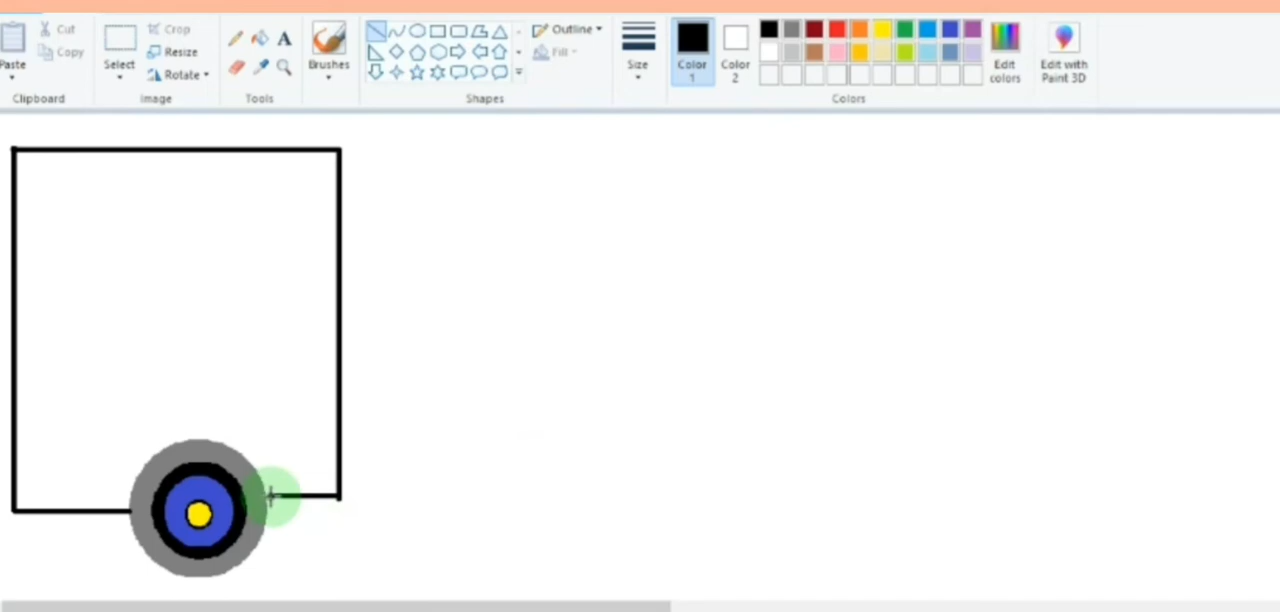 Cut
Copy
Paste
Clipboard
Crop
Resize
Rotate
Select
Image
Tools
Brushes
Outline
Fill
Shapes
Size
Color
1
Color
2
Edit
colors
Edit with
Paint 3D
Colors